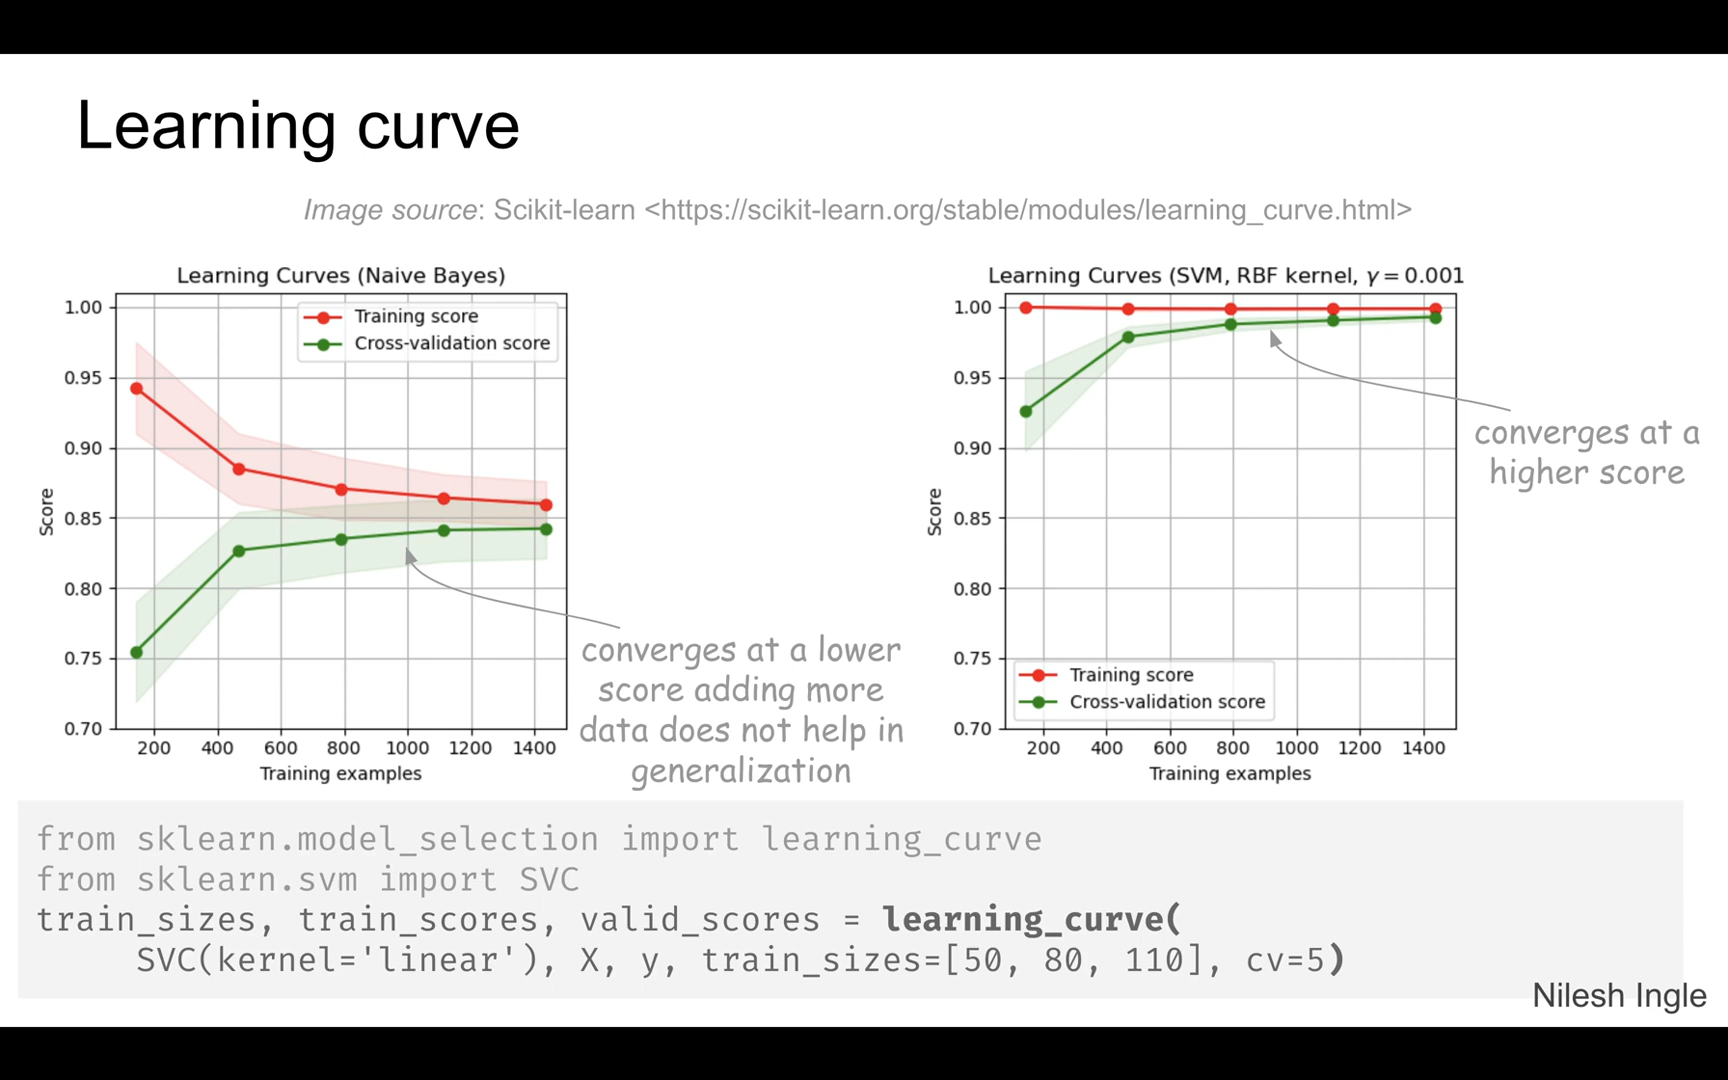 Learning curve
Image source: Scikit-learn <https://scikit-learn.org/stable/modules/learning_curve.html>
Learning Curves (Naive Bayes)
1.00
0.95
0.90
0.85
0.80
0.75
0.70
Score
Training score
Cross-validation score
200 400 600 800 1000 1200 1400
Training examples
converges at a lower
score adding more
data does not help in
generalization
Learning Curves (SVM, RBF kernel, γ = 0.001
1.00
0.95
0.90
0.85
0.80
0.75
0.70
Score
Training score
Cross-validation score
200 400 600 800 1000 1200 1400
Training examples
converges at a
higher score
from sklearn.model_selection import learning_curve
from sklearn.svm import SVC
train_sizes, train_scores, valid_scores = learning_curve(
    SVC(kernel='linear'), X, y, train_sizes=[50, 80, 110], cv=5)
Nilesh Ingle